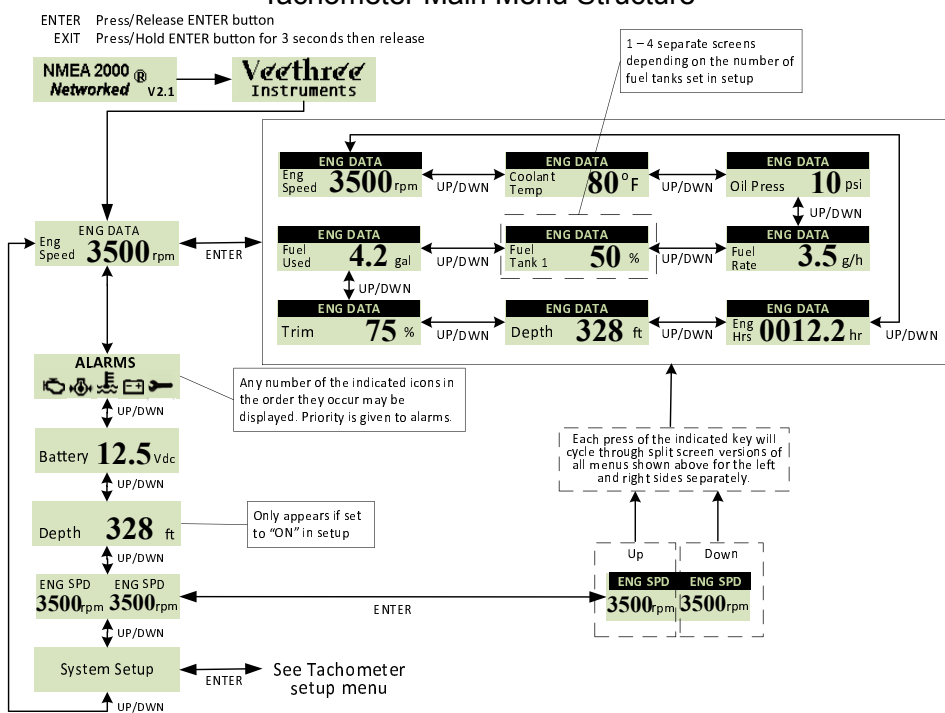 Tachometer Main Menu Structure
ENTER Press/Release ENTER button
EXIT Press/Hold ENTER button for 3 seconds then release
NMEA 2000 ®
Networked V2.1
Veethree
Instruments
1 – 4 separate screens
depending on the number of
fuel tanks set in setup
ENG DATA
Eng
Speed 3500 rpm
UP/DWN
ENG DATA
Coolant
Temp 80°F
UP/DWN
ENG DATA
Oil Press 10 psi
UP/DWN
ENG DATA
Fuel
Used 4.2 gal
UP/DWN
ENG DATA
Fuel
Tank 1 50 %
UP/DWN
ENG DATA
Fuel
Rate 3.5 g/h
UP/DWN
ENG DATA
Trim 75 %
UP/DWN
ENG DATA
Depth 328 ft
UP/DWN
ENG DATA
Eng
Hrs 0012.2 hr
UP/DWN
ENG DATA
Eng
Speed 3500 rpm
ENTER
ALARMS
Any number of the indicated icons in
the order they occur may be
displayed. Priority is given to alarms.
UP/DWN
Battery 12.5 Vdc
UP/DWN
Depth 328 ft
Only appears if set
to “ON” in setup
UP/DWN
ENG SPD ENG SPD
3500rpm 3500rpm
ENTER
Each press of the indicated key will
cycle through split screen versions of
all menus shown above for the left
and right sides separately.
Up Down
ENG SPD ENG SPD
3500rpm 3500rpm
UP/DWN
System Setup
ENTER
See Tachometer
setup menu
UP/DWN